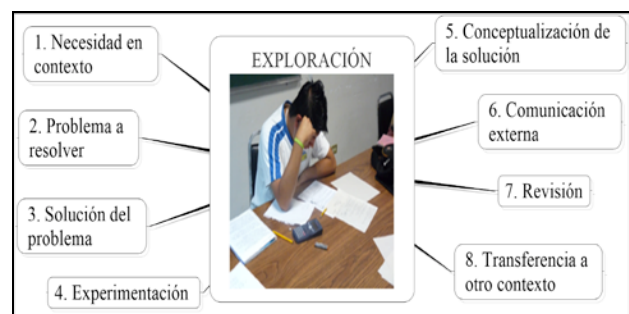 EXPLORACIÓN
1. Necesidad en
contexto
2. Problema a
resolver
3. Solución del
problema
4. Experimentación
5. Conceptualización de
la solución
6. Comunicación
externa
7. Revisión
8. Transferencia a
otro contexto